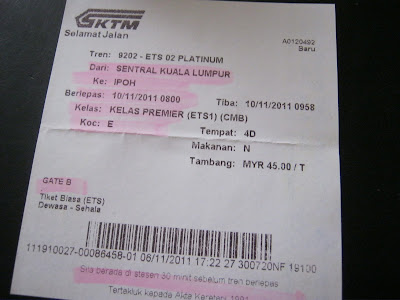 KTM
Selamat Jalan
A0120492
Baru
Tren: 9202 - ETS 02 PLATINUM
Dari: SENTRAL KUALA LUMPUR
Ke: IPOH
Berlepas: 10/11/2011 0800 Tiba: 10/11/2011 0958
Kelas: KELAS PREMIER (ETS1) (CMB)
Koc: E Tempat: 4D
Makanan: N
Tambang: MYR 45.00 / T
GATE B
Tiket Biasa (ETS)
Dewasa - Sehala
111910027-00086458-01 06/11/2011 17:22 27 300720NF 19100
Sila berada di stesen 30 minit sebelum tren berlepas
Tertakluk kepada Akta Keretapi 1991